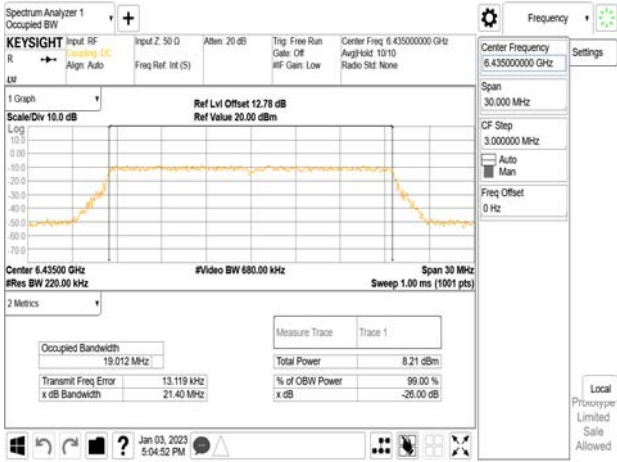 Spectrum Analyzer 1
Occupied BW
Frequency
KEYSIGHT
Input: RF
Coupling: DC
Align: Auto
Input Z: 50 Ω
Freq Ref: Int (S)
Atten: 20 dB
Trig: Free Run
Gate: Off
#IF Gain: Low
Center Freq: 6.435000000 GHz
Avg|Hold: 10/10
Radio Std: None
R
LXI
Center Frequency
6.435000000 GHz
Settings
Span
30.000 MHz
CF Step
3.000000 MHz
Auto
Man
Freq Offset
0 Hz
1 Graph
Scale/Div 10.0 dB
Ref Lvl Offset 12.78 dB
Ref Value 20.00 dBm
Log
10.0
0.00
-10.0
-20.0
-30.0
-40.0
-50.0
-60.0
-70.0
Center 6.43500 GHz
#Res BW 220.00 kHz
#Video BW 680.00 kHz
Span 30 MHz
Sweep 1.00 ms (1001 pts)
2 Metrics
Measure Trace Trace 1
Occupied Bandwidth
19.012 MHz
Total Power 8.21 dBm
Transmit Freq Error 13.119 kHz
% of OBW Power 99.00 %
x dB Bandwidth 21.40 MHz
x dB -26.00 dB
Local
Prototype
Limited
Sale
Allowed
Jan 03, 2023
5:04:52 PM